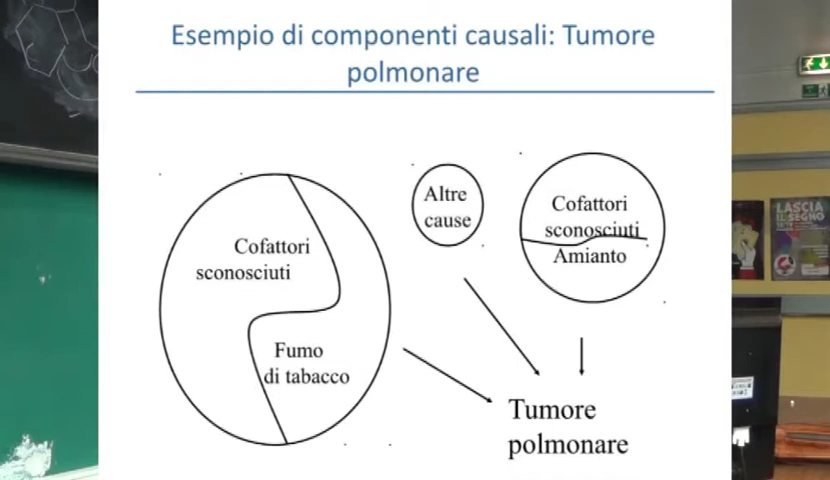 Esempio di componenti causali: Tumore
polmonare
Altre
cause
Cofattori
sconosciuti
Amianto
Cofattori
sconosciuti
Fumo
di tabacco
Tumore
polmonare
LASCIA
IL SEGNO